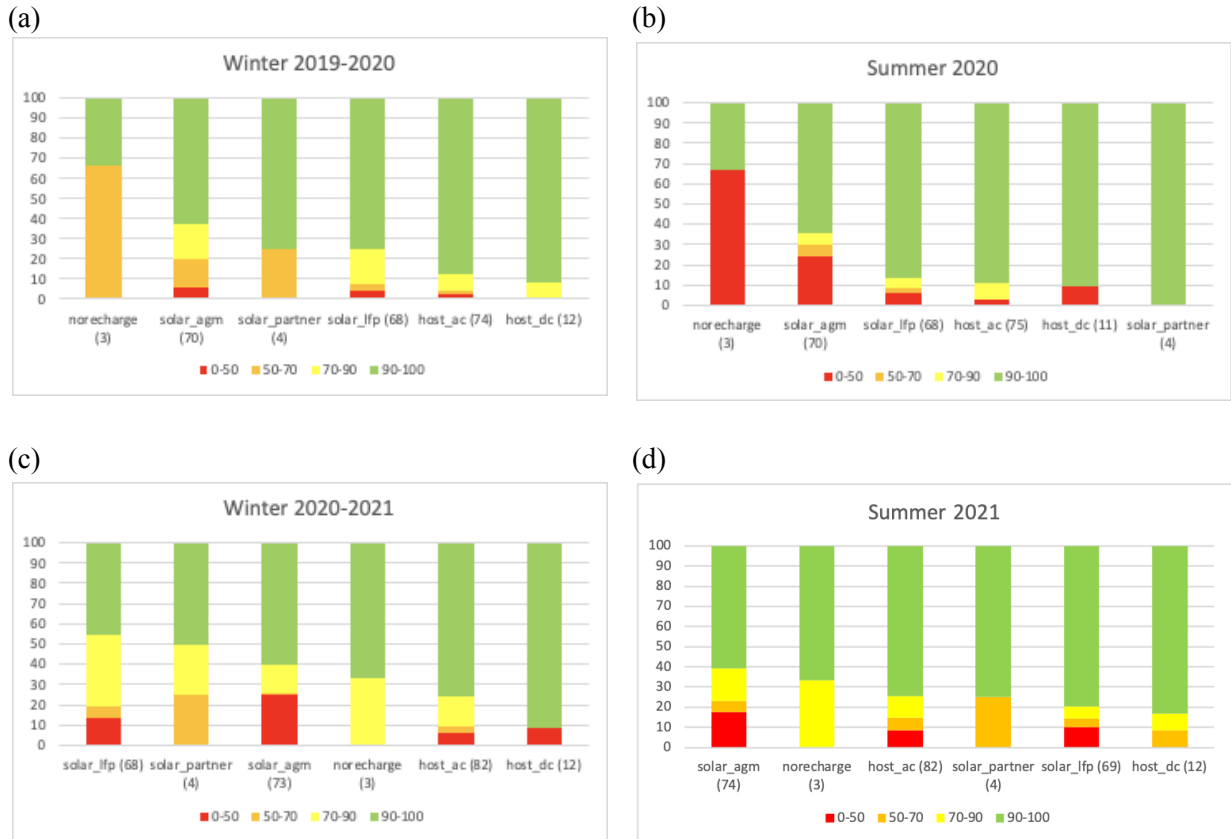 (a)
Winter 2019-2020
100
90
80
70
60
50
40
30
20
10
0
norecharge solar_agm solar_partner solar_lfp (68) host_ac (74) host_dc (12)
(3) (70) (4)
0-50 50-70 70-90 90-100
(b)
Summer 2020
100
90
80
70
60
50
40
30
20
10
0
norecharge solar_agm solar_lfp (68) host_ac (75) host_dc (11) solar_partner
(3) (70) (4)
0-50 50-70 70-90 90-100
(c)
Winter 2020-2021
100
90
80
70
60
50
40
30
20
10
0
solar_lfp (68) solar_partner solar_agm norecharge host_ac (82) host_dc (12)
(4) (73) (3)
0-50 50-70 70-90 90-100
(d)
Summer 2021
100
90
80
70
60
50
40
30
20
10
0
solar_agm norecharge host_ac (82) solar_partner solar_lfp (69) host_dc (12)
(74) (3) (4)
0-50 50-70 70-90 90-100